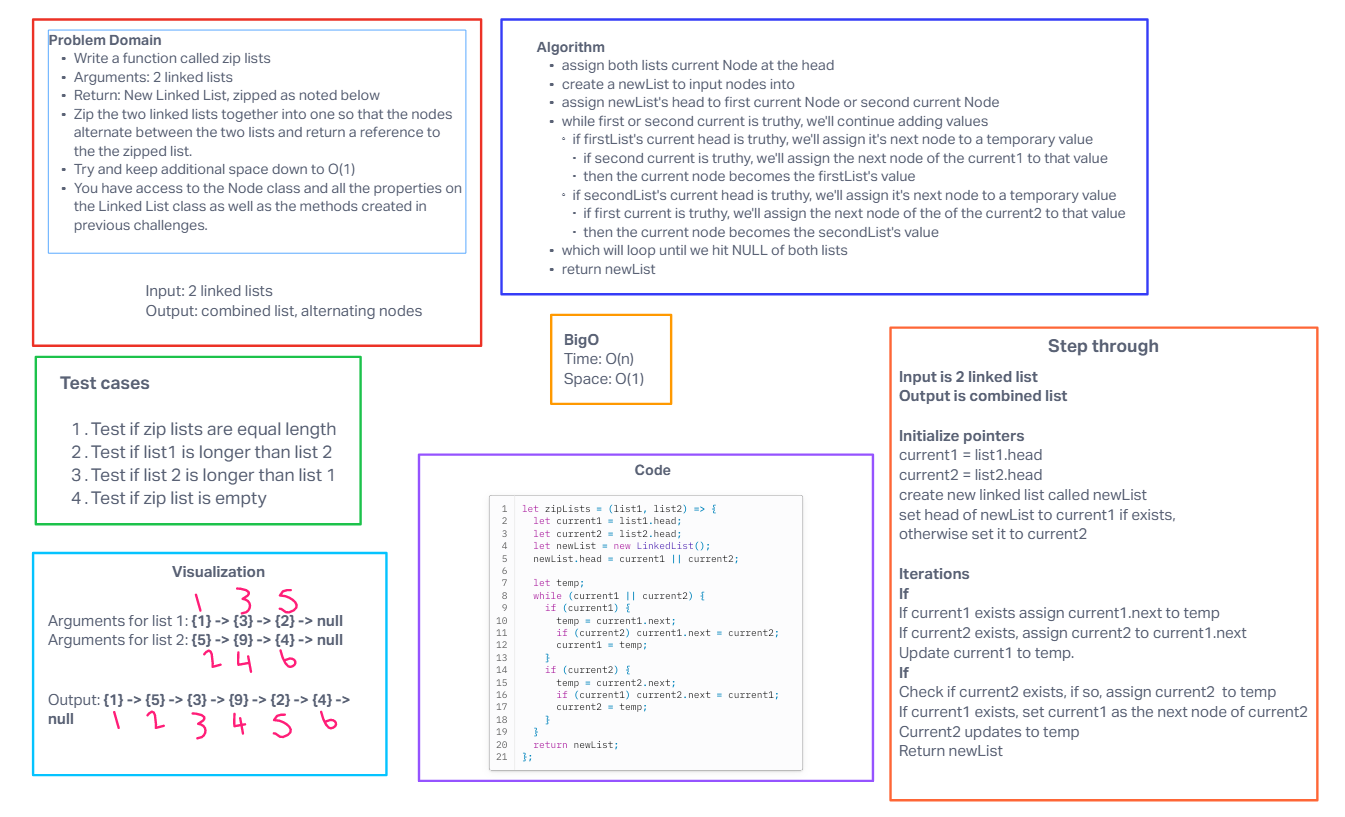 Problem Domain
Write a function called zip lists
Arguments: 2 linked lists
Return: New Linked List, zipped as noted below
Zip the two linked lists together into one so that the nodes
alternate between the two lists and return a reference to
the the zipped list.
Try and keep additional space down to O(1)
You have access to the Node class and all the properties on
the Linked List class as well as the methods created in
previous challenges.
Input: 2 linked lists
Output: combined list, alternating nodes
Algorithm
assign both lists current Node at the head
create a newList to input nodes into
assign newList's head to first current Node or second current Node
while first or second current is truthy, we'll continue adding values
if firstList's current head is truthy, we'll assign it's next node to a temporary value
if second current is truthy, we'll assign the next node of the current1 to that value
then the current node becomes the firstList's value
if secondList's current head is truthy, we'll assign it's next node to a temporary value
if first current is truthy, we'll assign the next node of the of the current2 to that value
then the current node becomes the secondList's value
which will loop until we hit NULL of both lists
return newList
BigO
Time: O(n)
Space: O(1)
Test cases
1. Test if zip lists are equal length
2. Test if list1 is longer than list 2
3. Test if list 2 is longer than list 1
4. Test if zip list is empty
Visualization
1 3 5
Arguments for list 1: {1} -> {3} -> {2} -> null
Arguments for list 2: {5} -> {9} -> {4} -> null
2 4 6
Output: {1} -> {5} -> {3} -> {9} -> {2} -> {4} ->
null
1 2 3 4 5 6
Code
1 let zipLists = (list1, list2) => {
2 let current1 = list1.head;
3 let current2 = list2.head;
4 let newList = new LinkedList();
5 newList.head = current1 || current2;
6
7 let temp;
8 while (current1 || current2) {
9 if (current1) {
10 temp = current1.next;
11 if (current2) current1.next = current2;
12 current1 = temp;
13 }
14 if (current2) {
15 temp = current2.next;
16 if (current1) current2.next = current1;
17 current2 = temp;
18 }
19 }
20 return newList;
21 };
Step through
Input is 2 linked list
Output is combined list
Initialize pointers
current1 = list1.head
current2 = list2.head
create new linked list called newList
set head of newList to current1 if exists,
otherwise set it to current2
Iterations
If
If current1 exists assign current1.next to temp
If current2 exists, assign current2 to current1.next
Update current1 to temp.
If
Check if current2 exists, if so, assign current2 to temp
If current1 exists, set current1 as the next node of current2
Current2 updates to temp
Return newList